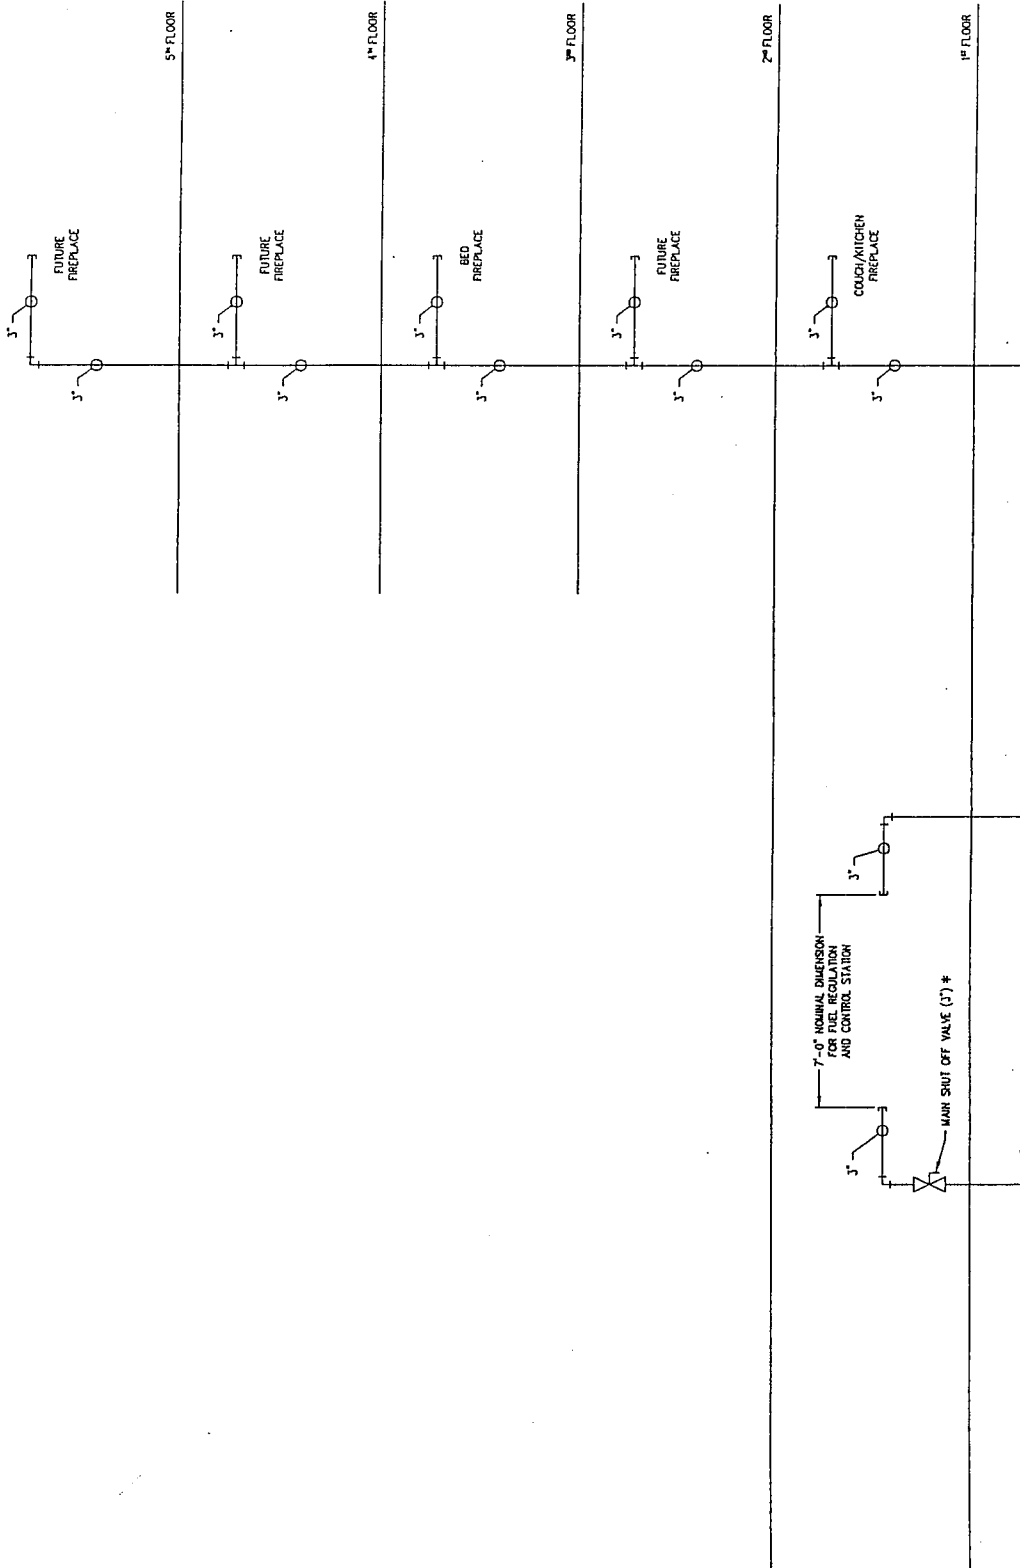 3"
FUTURE
FIREPLACE
3"
5TH FLOOR
3"
FUTURE
FIREPLACE
3"
4TH FLOOR
3"
BED
FIREPLACE
3"
3RD FLOOR
3"
FUTURE
FIREPLACE
3"
2ND FLOOR
3"
COUCH/KITCHEN
FIREPLACE
3"
1ST FLOOR
3"
7'-0" NOMINAL DIMENSION
FOR FUEL REGULATION
AND CONTROL STATION
3"
MAIN SHUT OFF VALVE (3") *